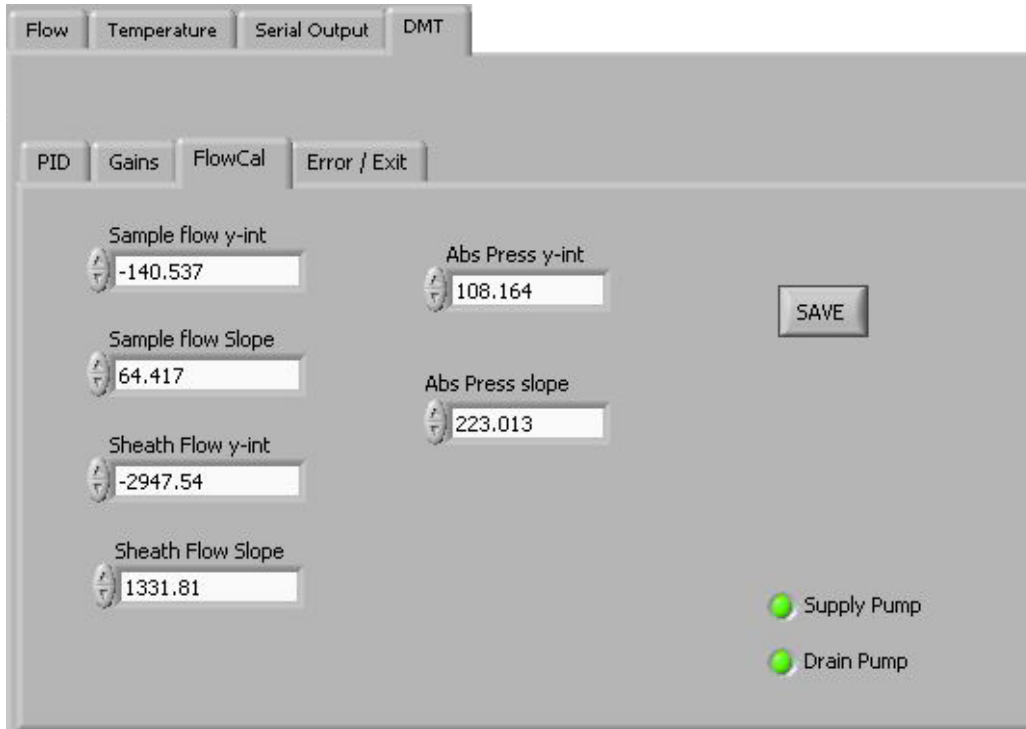 Flow
Temperature
Serial Output
DMT
PID
Gains
FlowCal
Error / Exit
Sample flow y-int
-140.537
Sample flow Slope
64.417
Sheath Flow y-int
-2947.54
Sheath Flow Slope
1331.81
Abs Press y-int
108.164
Abs Press slope
223.013
SAVE
Supply Pump
Drain Pump